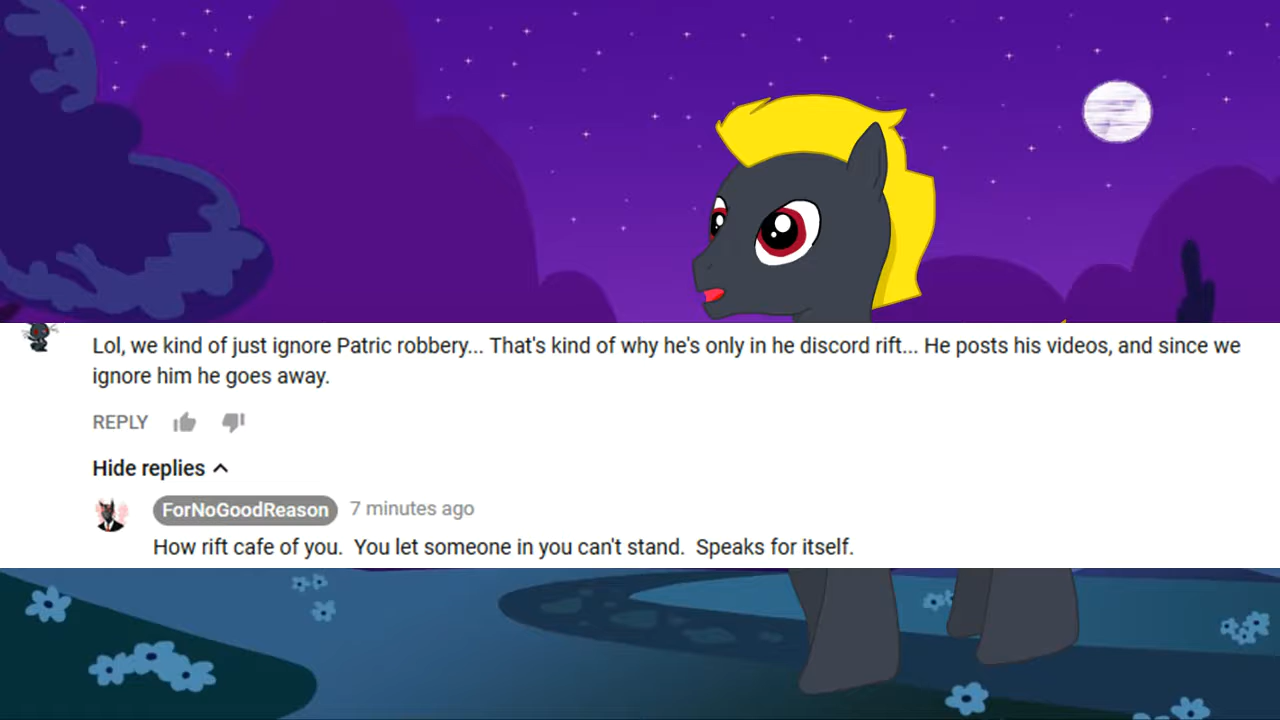 Lol, we kind of just ignore Patric robbery... That's kind of why he's only in he discord rift... He posts his videos, and since we
ignore him he goes away.
REPLY
Hide replies
ForNoGoodReason 7 minutes ago
How rift cafe of you.  You let someone in you can't stand.  Speaks for itself.